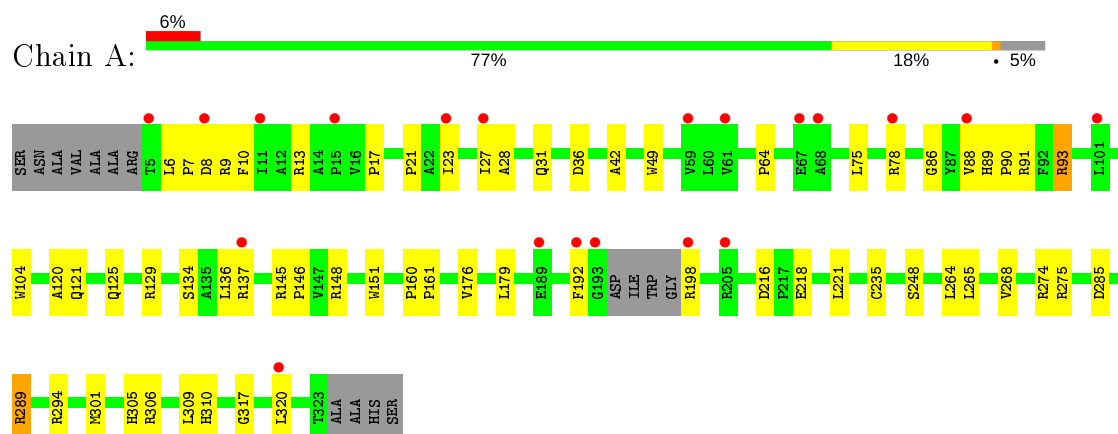 6%
Chain A:
77% 18% • 5%
SER ASN ALA VAL ALA ALA ARG T5 L6 P7 D8 R9 F10 I11 A12 R13 A14 P15 V16 P17 P21 A22 I23 I27 A28 Q31 D36 A42 W49 V59 L60 V61 P64 E67 A68 L75 R78 G86 Y87 V88 H89 P90 R91 F92 R93 L101
W104 A120 Q121 Q125 R129 S134 A135 L136 R137 R145 P146 V147 R148 W151 P160 P161 V176 L179 E189 F192 G193 ASP ILE TRP GLY R198 R205 D216 P217 E218 L221 C235 S248 L264 L265 V268 R274 R275 D285
R289 R294 M301 H305 R306 L309 H310 G317 L320 T323 ALA ALA HIS SER